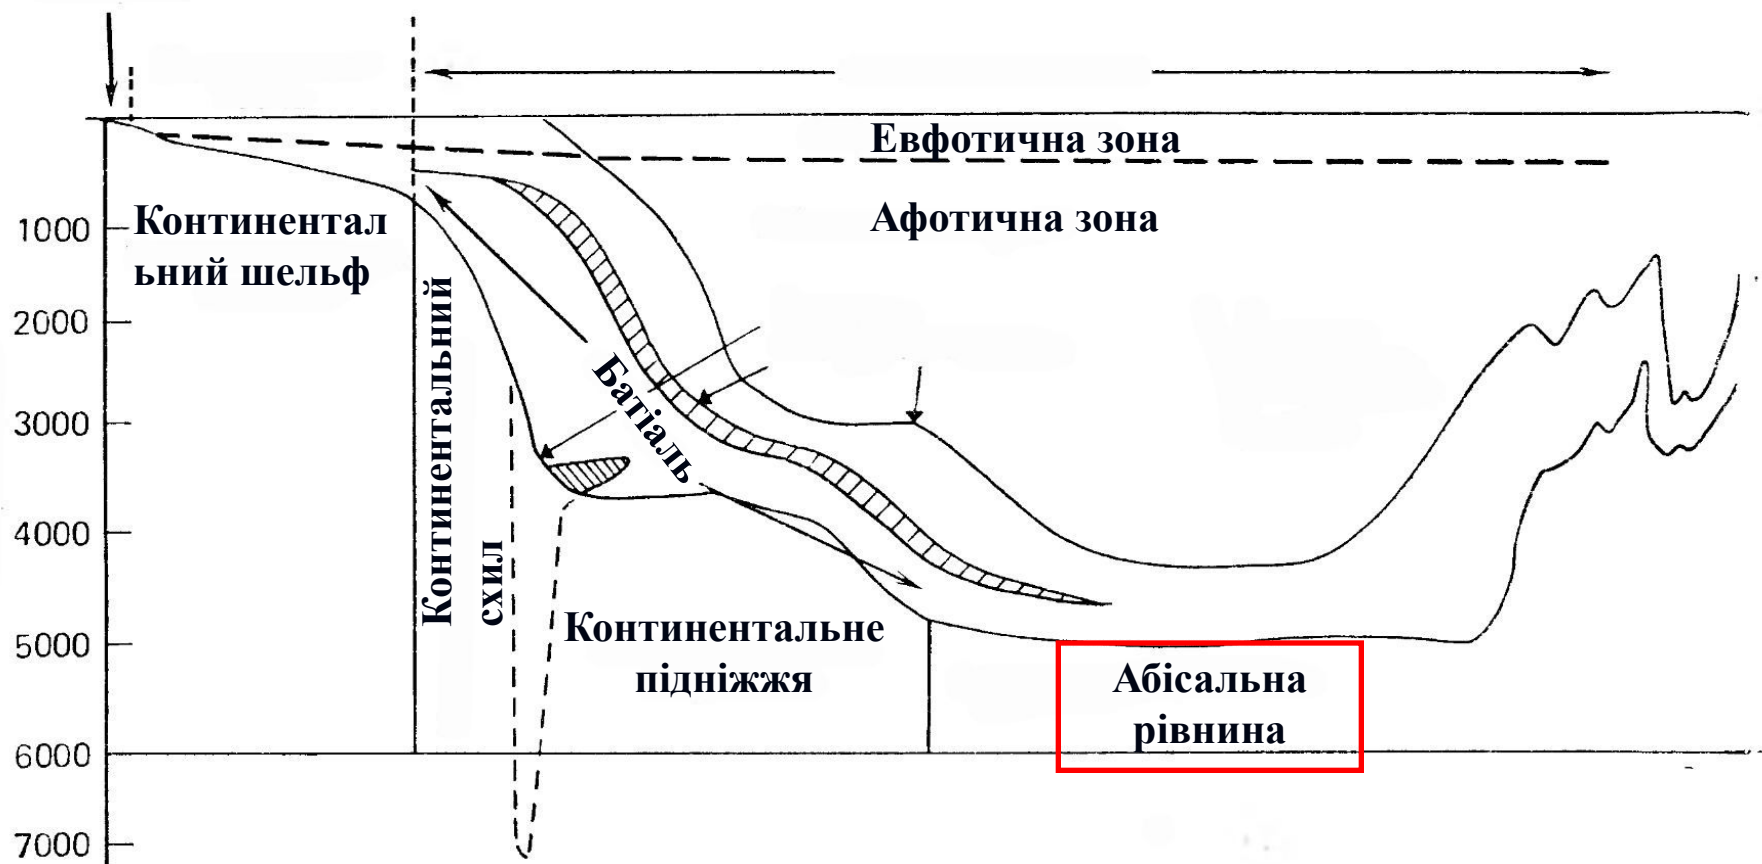 Евфотична зона
Афотична зона
Континентал
ьний шельф
1000
2000
3000
4000
5000
6000
7000
Континентальний
схил
Батіаль
Континентальне
підніжжя
Абісальна
рівнина